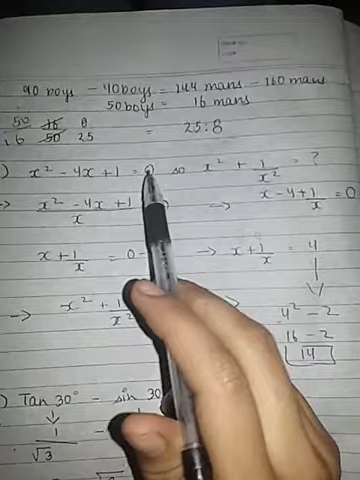 90 boys - 40 boys = 144 mans - 160 mans
50 boys = 16 mans
50/16 16/50 8/25 = 25:8
) x² - 4x + 1 = 0 so x² + 1/x² = ?
→ x² - 4x + 1/x ⇒ x - 4 + 1/x = 0
x + 1/x = 0 → x + 1/x = 4
→ x² + 1/x² 4² - 2
16 - 2
14
) Tan 30° - sin 30
1/√3 -